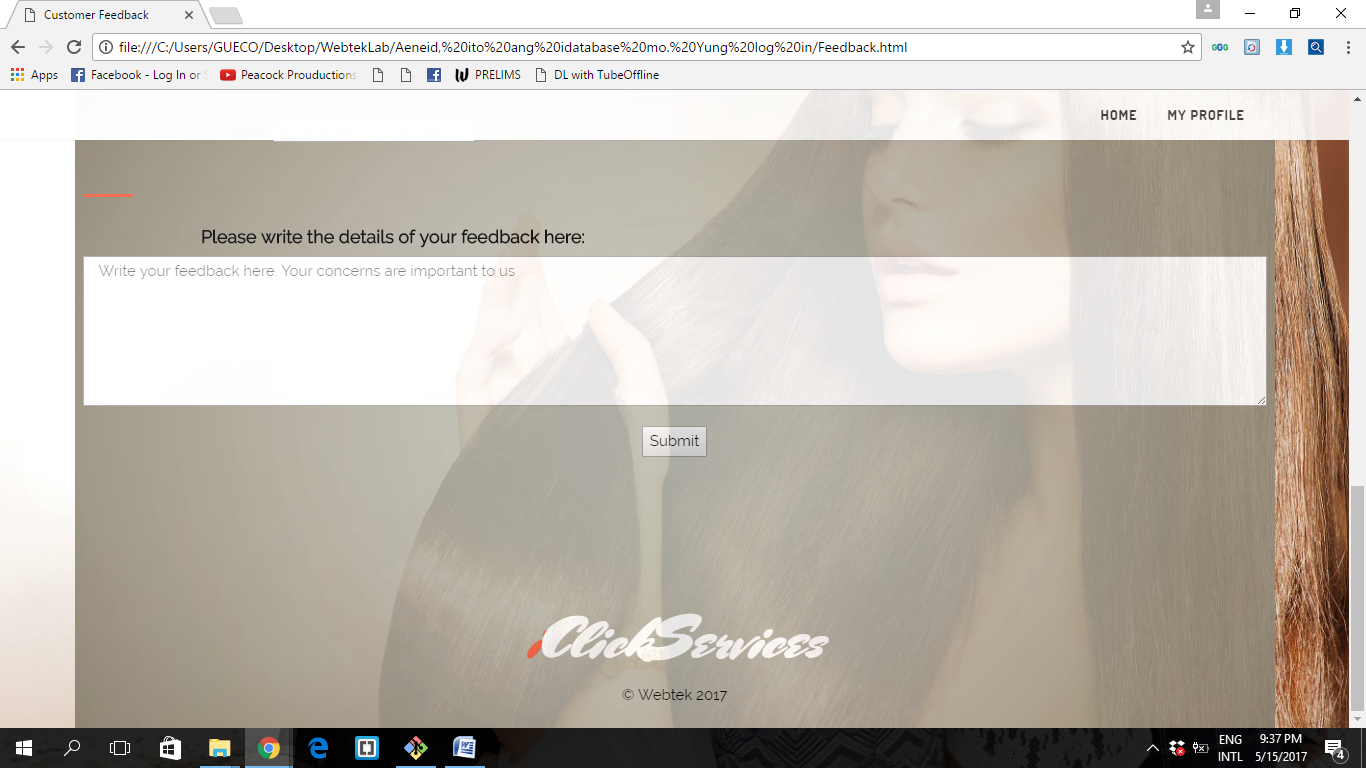 Customer Feedback
file:///C:/Users/GUECO/Desktop/WebtekLab/Aeneid,%20ito%20ang%20idatabase%20mo.%20Yung%20log%20in/Feedback.html
Apps Facebook - Log In or Peacock Prouductions PRELIMS DL with TubeOffline
HOME MY PROFILE
Please write the details of your feedback here:
Write your feedback here. Your concerns are important to us
Submit
iClickServices
© Webtek 2017
ENG 9:37 PM
INTL 5/15/2017
4